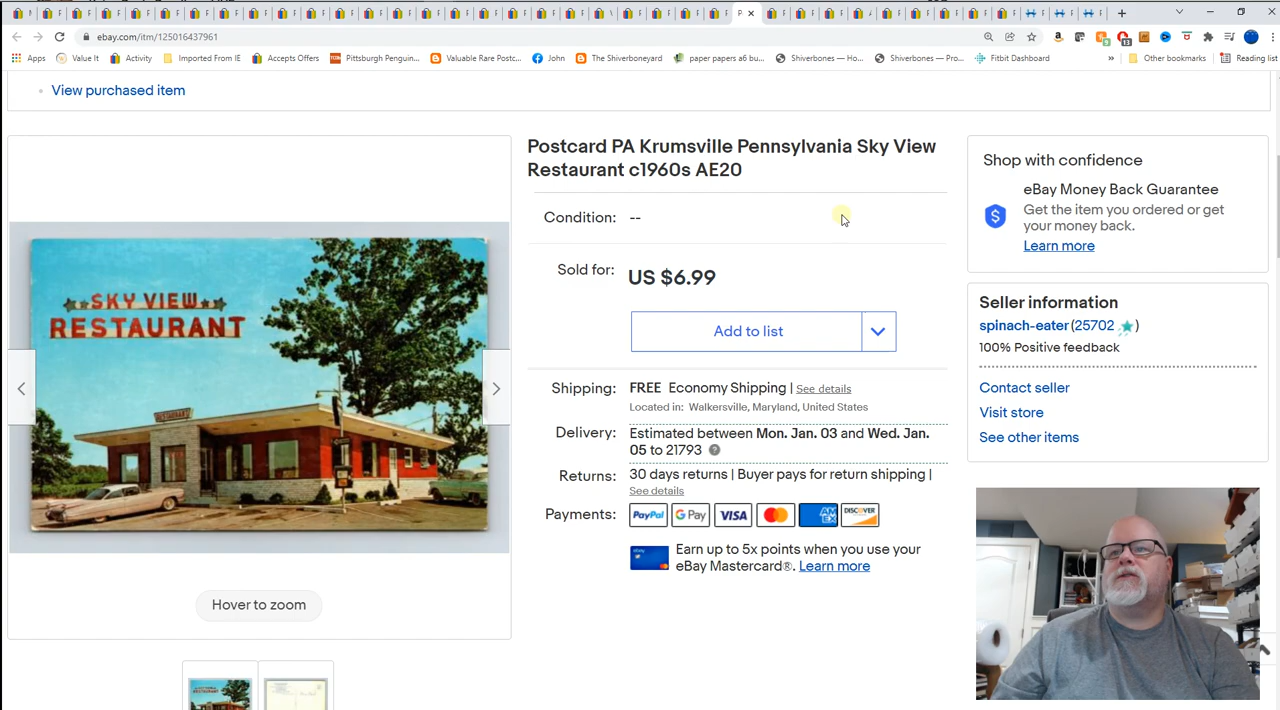 ebay.com/itm/125016437961
Apps Value It Activity Imported From IE Accepts Offers Pittsburgh Penguin... Valuable Rare Postc... John The Shiverboneyard paper papers a6 bu... Shiverbones — Ho... Shiverbones — Pro... Fitbit Dashboard » Other bookmarks Reading list
• View purchased item
Postcard PA Krumsville Pennsylvania Sky View
Restaurant c1960s AE20
Condition: --
Sold for: US $6.99
Add to list
Shipping: FREE Economy Shipping | See details
Located in: Walkersville, Maryland, United States
Delivery: Estimated between Mon. Jan. 03 and Wed. Jan.
05 to 21793
Returns: 30 days returns | Buyer pays for return shipping |
See details
Payments: PayPal G Pay VISA MasterCard AM EX DISCOVER
Earn up to 5x points when you use your
eBay Mastercard®. Learn more
Shop with confidence
eBay Money Back Guarantee
Get the item you ordered or get
your money back.
Learn more
Seller information
spinach-eater (25702 )
100% Positive feedback
Contact seller
Visit store
See other items
SKY VIEW
RESTAURANT
RESTAURANT
Hover to zoom